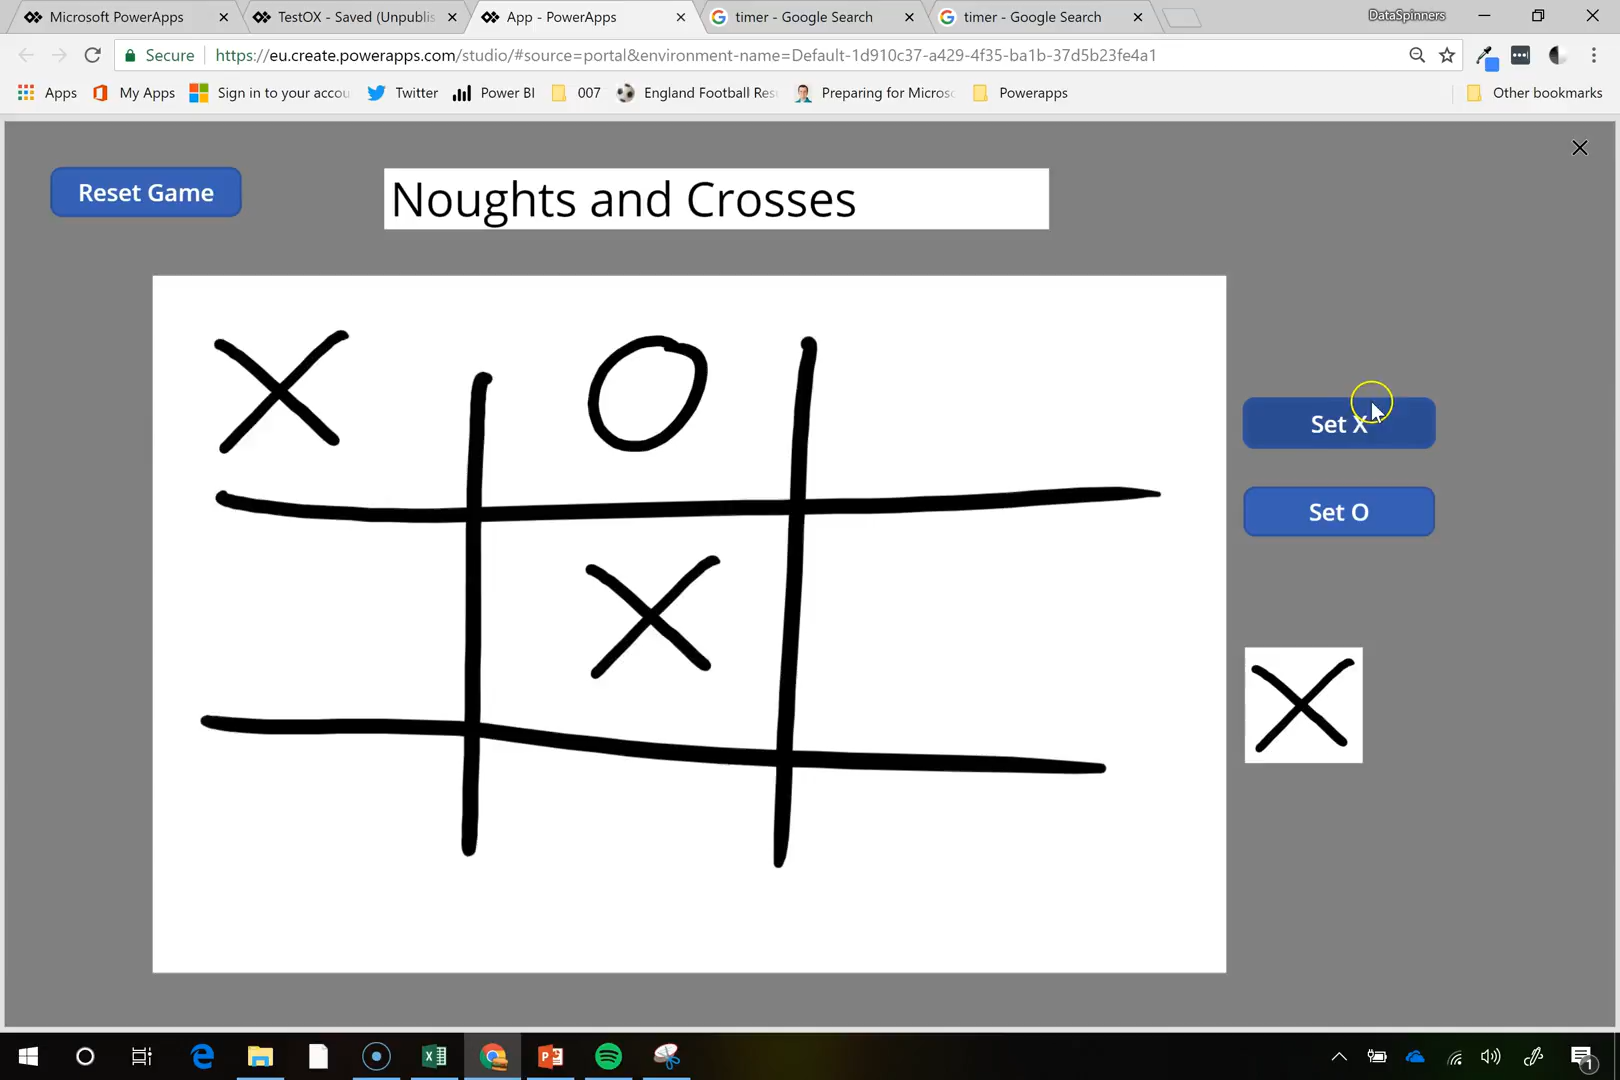 Microsoft PowerApps
TestOX - Saved (Unpublis
App - PowerApps
timer - Google Search
timer - Google Search
DataSpinners
Secure
https://eu.create.powerapps.com/studio/#source=portal&environment-name=Default-1d910c37-a429-4f35-ba1b-37d5b23fe4a1
Apps
My Apps
Sign in to your accou
Twitter
Power BI
007
England Football Res
Preparing for Micros
Powerapps
Other bookmarks
Reset Game
Noughts and Crosses
X
O
X
Set X
Set O
X
1